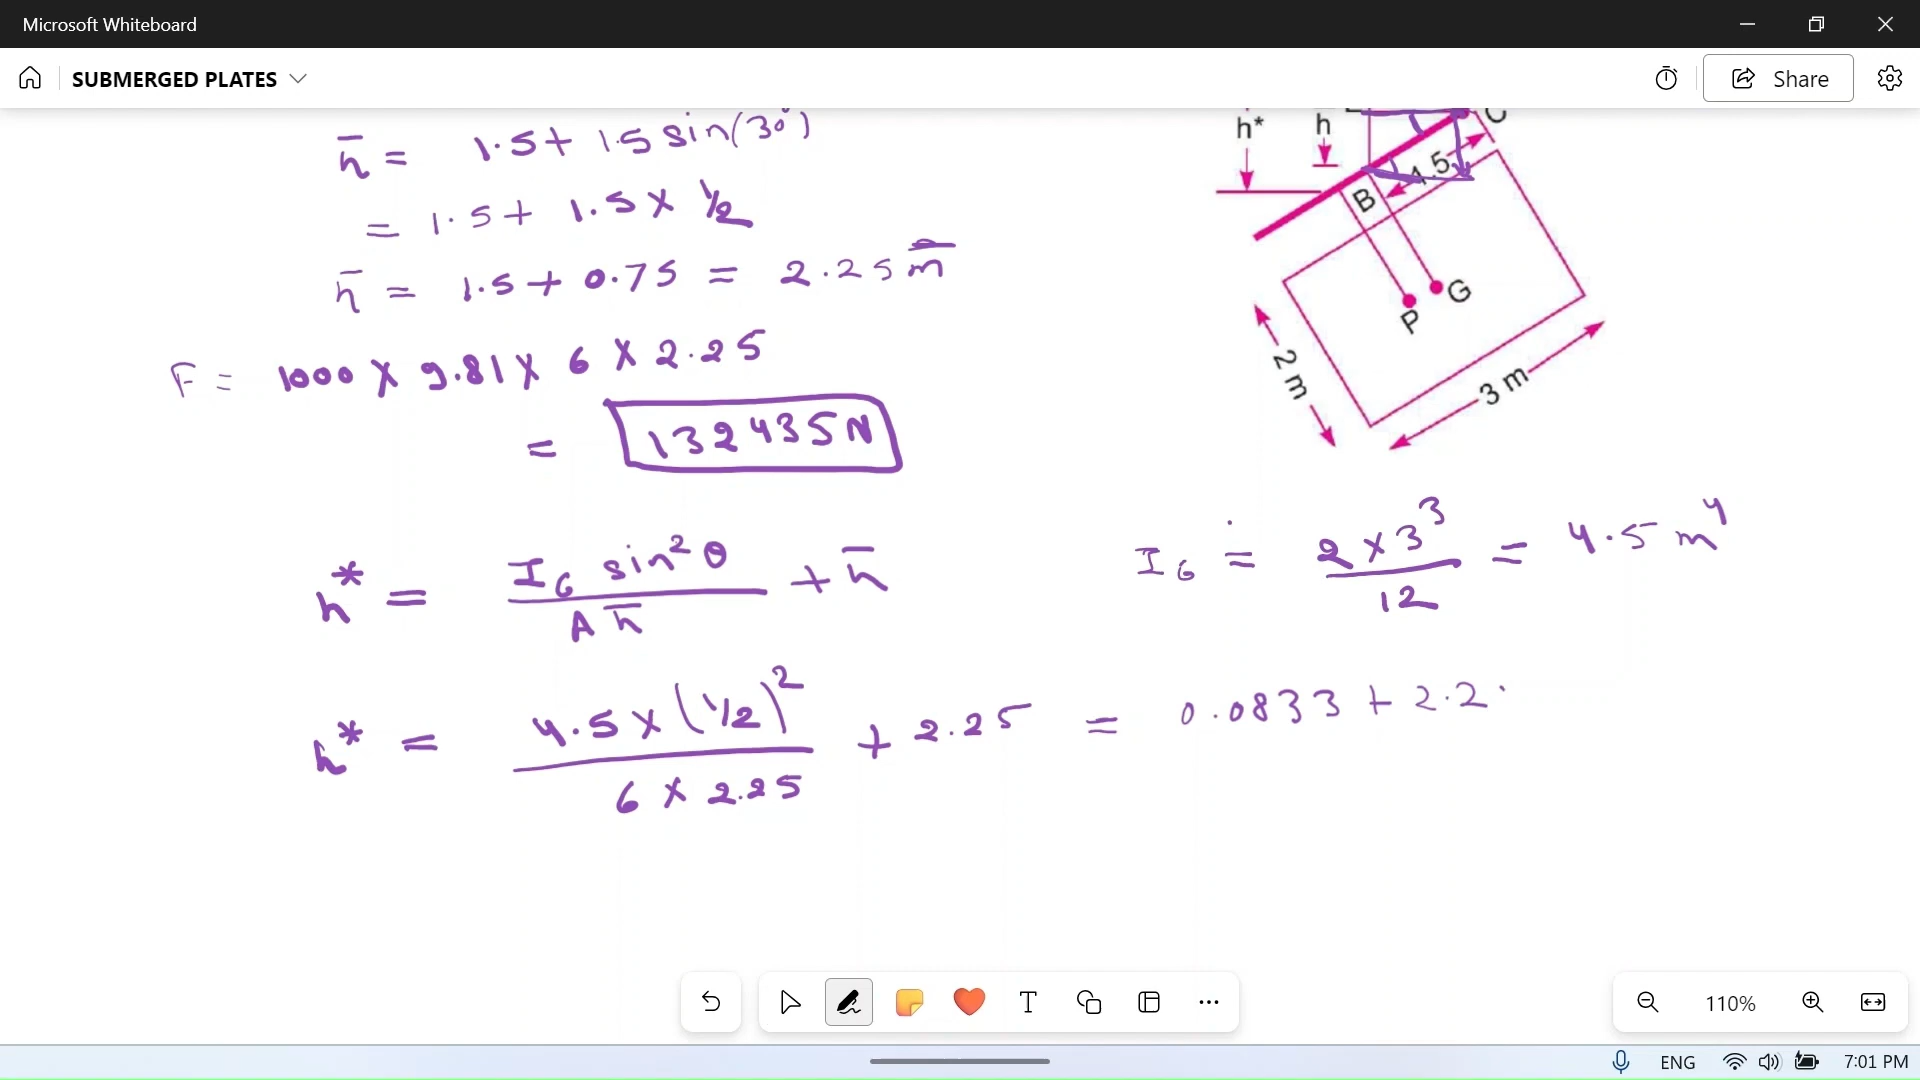 Microsoft Whiteboard
SUBMERGED PLATES
Share
h̄ = 1.5 + 1.5 sin(30°)
= 1.5 + 1.5 × ½
h̄ = 1.5 + 0.75 = 2.25 m
F = 1000 × 9.81 × 6 × 2.25
= 132435N
h* = I_G sin² θ / A h̄ + h̄
I_G = 2 × 3³ / 12 = 4.5 m⁴
h* = 4.5 × (½)² / 6 × 2.25 + 2.25 = 0.0833 + 2.2
h*
h
1.5
B
G
P
2 m
3 m
T
110%
ENG
7:01 PM